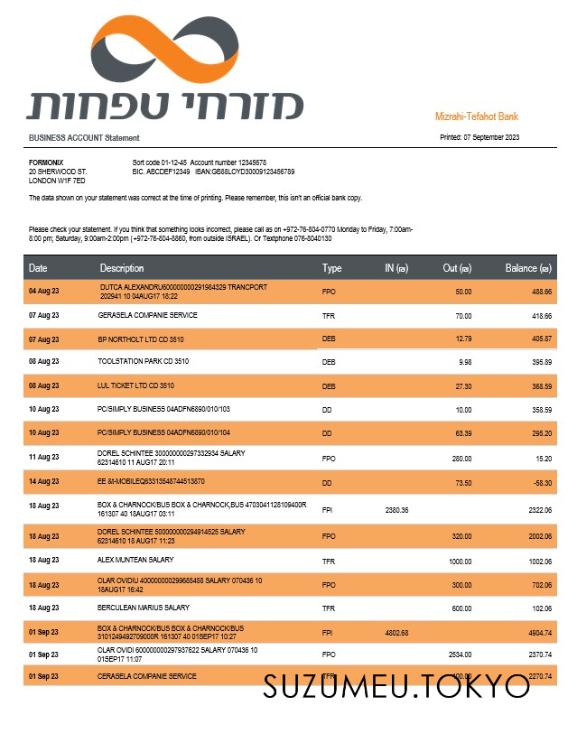 מזרחי טפחות
Mizrahi-Tefahot Bank
BUSINESS ACCOUNT Statement
Printed: 07 September 2023
FORMONIX
Sort code 01-12-45 Account number 12345678
20 SHERWOOD ST.
BIC. ABCDEF12349 IBAN:GB88LOYD30009123456789
LONDON W1F 7ED
The data shown on your statement was correct at the time of printing. Please remember, this isn't an official bank copy.
Please check your statement. If you think that something looks incorrect, please call as on +972-76-804-0770 Monday to Friday, 7:00am-
8:00 pm; Saturday, 9:00am-2:00pm (+972-76-804-8860, from outside ISRAEL). Or Textphone 076-8040130
Date Description Type IN (₪) Out (₪) Balance (₪)
04 Aug 23 DUTCA ALEXANDRU600000000291984329 TRANCPORT FPO 50.00 488.66
202941 10 04AUG17 18:22
07 Aug 23 GERASELA COMPANIE SERVICE TFR 70.00 418.66
07 Aug 23 BP NORTHOLT LTD CD 3510 DEB 12.79 405.87
08 Aug 23 TOOLSTATION PARK CD 3510 DEB 9.98 395.89
08 Aug 23 LUL TICKET LTD CD 3510 DEB 27.30 368.59
10 Aug 23 PC/SIMPLY BUSINESS 04ADFN6890/010/103 DD 10.00 358.59
10 Aug 23 PC/SIMPLY BUSINESS 04ADFN6890/010/104 DD 63.39 295.20
11 Aug 23 DOREL SCHINTEE 300000000297332934 SALARY FPO 280.00 15.20
62314610 11 AUG17 20:11
14 Aug 23 EE &T-MOBILEQ63313548744513870 DD 73.50 -58.30
18 Aug 23 BOX & CHARNOCK/BUS BOX & CHARNOCK,BUS 4703041128109400R FPI 2380.36 2322.06
161307 40 18AUG17 03:11
18 Aug 23 DOREL SCHINTEE 500000000294914525 SALARY FPO 320.00 2002.06
62314610 18 AUG17 11:23
18 Aug 23 ALEX MUNTEAN SALARY TFR 1000.00 1002.06
18 Aug 23 OLAR OVIDIU 400000000299688488 SALARY 070436 10 FPO 300.00 702.06
18AUG17 16:42
18 Aug 23 BERCULEAN MARIUS SALARY TFR 600.00 102.06
01 Sep 23 BOX & CHARNOCK/BUS BOX & CHARNOCK/BUS FPI 4802.68 4904.74
3101249492709000R 161307 40 01SEP17 10:27
01 Sep 23 OLAR OVIDI 600000000297937622 SALARY 070436 10 FPO 2534.00 2370.74
01SEP17 11:07
01 Sep 23 CERASELA COMPANIE SERVICE TFR 100.00 2270.74
SUZUMEU.TOKYO